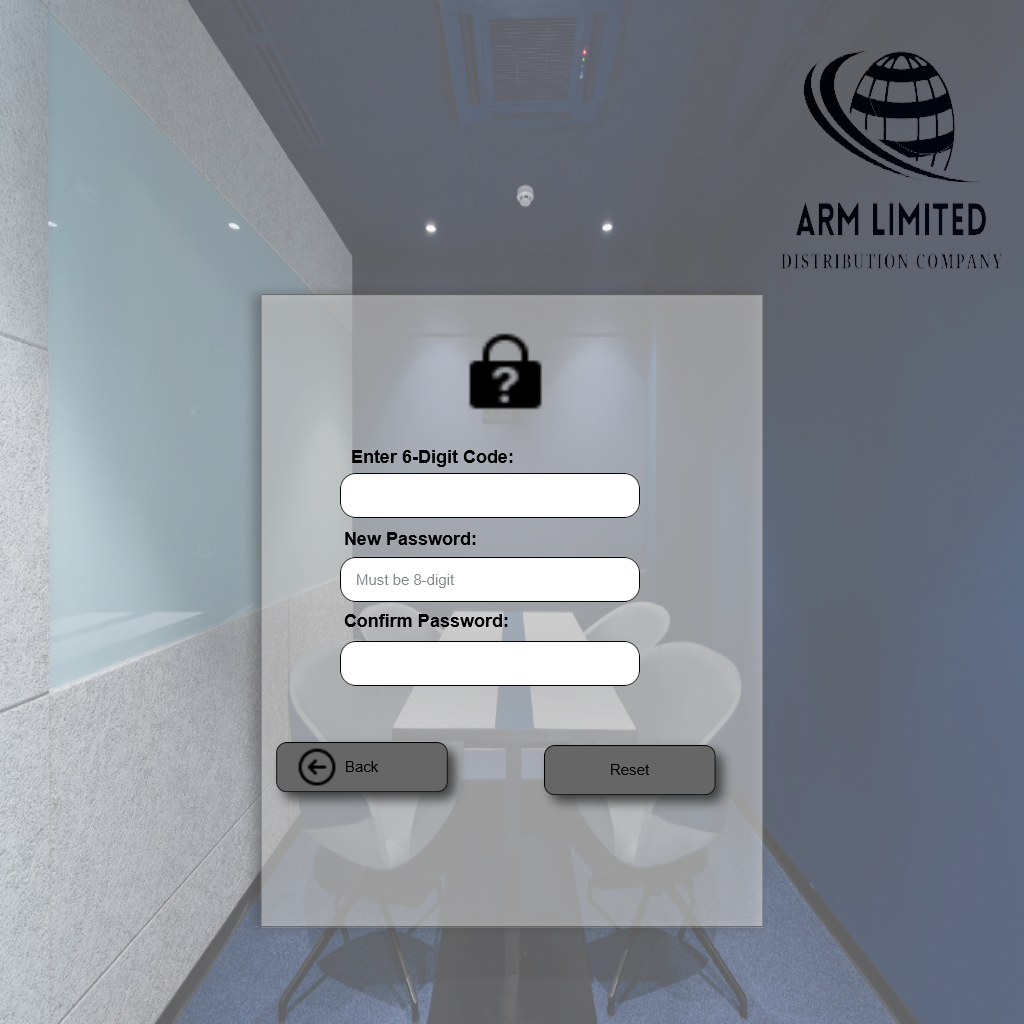 ARM LIMITED
DISTRIBUTION COMPANY
?
Enter 6-Digit Code:
New Password:
Must be 8-digit
Confirm Password:
Back
Reset